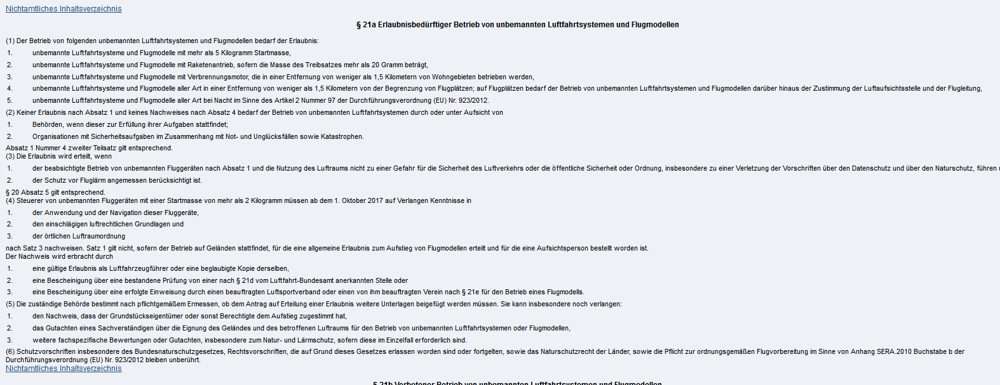 Nichtamtliches Inhaltsverzeichnis
§ 21a Erlaubnisbedürftiger Betrieb von unbemannten Luftfahrtsystemen und Flugmodellen
(1) Der Betrieb von folgenden unbemannten Luftfahrtsystemen und Flugmodellen bedarf der Erlaubnis:
1. unbemannte Luftfahrtsysteme und Flugmodelle mit mehr als 5 Kilogramm Startmasse,
2. unbemannte Luftfahrtsysteme und Flugmodelle mit Raketenantrieb, sofern die Masse des Treibsatzes mehr als 20 Gramm beträgt,
3. unbemannte Luftfahrtsysteme und Flugmodelle mit Verbrennungsmotor, die in einer Entfernung von weniger als 1,5 Kilometern von Wohngebieten betrieben werden,
4. unbemannte Luftfahrtsysteme und Flugmodelle aller Art in einer Entfernung von weniger als 1,5 Kilometern von der Begrenzung von Flugplätzen; auf Flugplätzen bedarf der Betrieb von unbemannten Luftfahrtsystemen und Flugmodellen darüber hinaus der Zustimmung der Luftaufsichtsstelle und der Flugleitung,
5. unbemannte Luftfahrtsysteme und Flugmodelle aller Art bei Nacht im Sinne des Artikel 2 Nummer 97 der Durchführungsverordnung (EU) Nr. 923/2012.
(2) Keiner Erlaubnis nach Absatz 1 und keines Nachweises nach Absatz 4 bedarf der Betrieb von unbemannten Luftfahrtsystemen durch oder unter Aufsicht von
1. Behörden, wenn dieser zur Erfüllung ihrer Aufgaben stattfindet;
2. Organisationen mit Sicherheitsaufgaben im Zusammenhang mit Not- und Unglücksfällen sowie Katastrophen.
Absatz 1 Nummer 4 zweiter Teilsatz gilt entsprechend.
(3) Die Erlaubnis wird erteilt, wenn
1. der beabsichtigte Betrieb von unbemannten Fluggeräten nach Absatz 1 und die Nutzung des Luftraums nicht zu einer Gefahr für die Sicherheit des Luftverkehrs oder die öffentliche Sicherheit oder Ordnung, insbesondere zu einer Verletzung der Vorschriften über den Datenschutz und über den Naturschutz, führen
2. der Schutz vor Fluglärm angemessen berücksichtigt ist.
§ 20 Absatz 5 gilt entsprechend.
(4) Steuerer von unbemannten Fluggeräten mit einer Startmasse von mehr als 2 Kilogramm müssen ab dem 1. Oktober 2017 auf Verlangen Kenntnisse in
1. der Anwendung und der Navigation dieser Fluggeräte,
2. den einschlägigen luftrechtlichen Grundlagen und
3. der örtlichen Luftraumordnung
nach Satz 3 nachweisen. Satz 1 gilt nicht, sofern der Betrieb auf Geländen stattfindet, für die eine allgemeine Erlaubnis zum Aufstieg von Flugmodellen erteilt und für die eine Aufsichtsperson bestellt worden ist.
Der Nachweis wird erbracht durch
1. eine gültige Erlaubnis als Luftfahrzeugführer oder eine beglaubigte Kopie derselben,
2. eine Bescheinigung über eine bestandene Prüfung von einer nach § 21d vom Luftfahrt-Bundesamt anerkannten Stelle oder
3. eine Bescheinigung über eine erfolgte Einweisung durch einen beauftragten Luftsportverband oder einen von ihm beauftragten Verein nach § 21e für den Betrieb eines Flugmodells.
(5) Die zuständige Behörde bestimmt nach pflichtgemäßem Ermessen, ob dem Antrag auf Erteilung einer Erlaubnis weitere Unterlagen beigefügt werden müssen. Sie kann insbesondere noch verlangen:
1. den Nachweis, dass der Grundstückseigentümer oder sonst Berechtigte dem Aufstieg zugestimmt hat,
2. das Gutachten eines Sachverständigen über die Eignung des Geländes und des betroffenen Luftraums für den Betrieb von unbemannten Luftfahrtsystemen oder Flugmodellen,
3. weitere fachspezifische Bewertungen oder Gutachten, insbesondere zum Natur- und Lärmschutz, sofern diese im Einzelfall erforderlich sind.
(6) Schutzvorschriften insbesondere des Bundesnaturschutzgesetzes, Rechtsvorschriften, die auf Grund dieses Gesetzes erlassen worden sind oder fortgelten, sowie das Naturschutzrecht der Länder, sowie die Pflicht zur ordnungsgemäßen Flugvorbereitung im Sinne von Anhang SERA.2010 Buchstabe b der
Durchführungsverordnung (EU) Nr. 923/2012 bleiben unberührt.
Nichtamtliches Inhaltsverzeichnis
§ 21b Verbotener Betrieb von unbemannten Luftfahrtsystemen und Flugmodellen